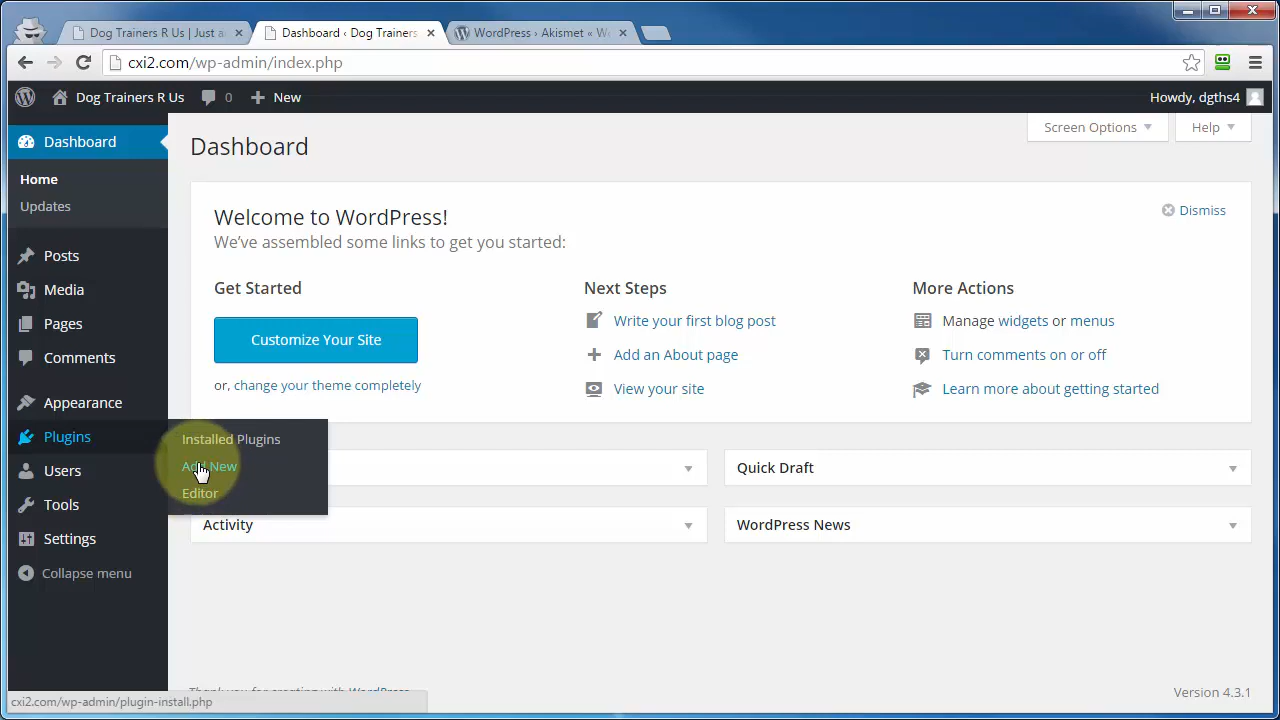 Dog Trainers R Us | Just a
Dashboard ‹ Dog Trainers
WordPress › Akismet « W
cxi2.com/wp-admin/index.php
Dog Trainers R Us
0
New
Howdy, dgths4
Dashboard
Home
Updates
Posts
Media
Pages
Comments
Appearance
Plugins
Users
Tools
Settings
Collapse menu
Installed Plugins
Add New
Editor
Screen Options
Help
Dashboard
Welcome to WordPress!
We've assembled some links to get you started:
Dismiss
Get Started
Customize Your Site
or, change your theme completely
Next Steps
Write your first blog post
Add an About page
View your site
More Actions
Manage widgets or menus
Turn comments on or off
Learn more about getting started
Quick Draft
Activity
WordPress News
Thank you for creating with WordPress
Version 4.3.1
cxi2.com/wp-admin/plugin-install.php